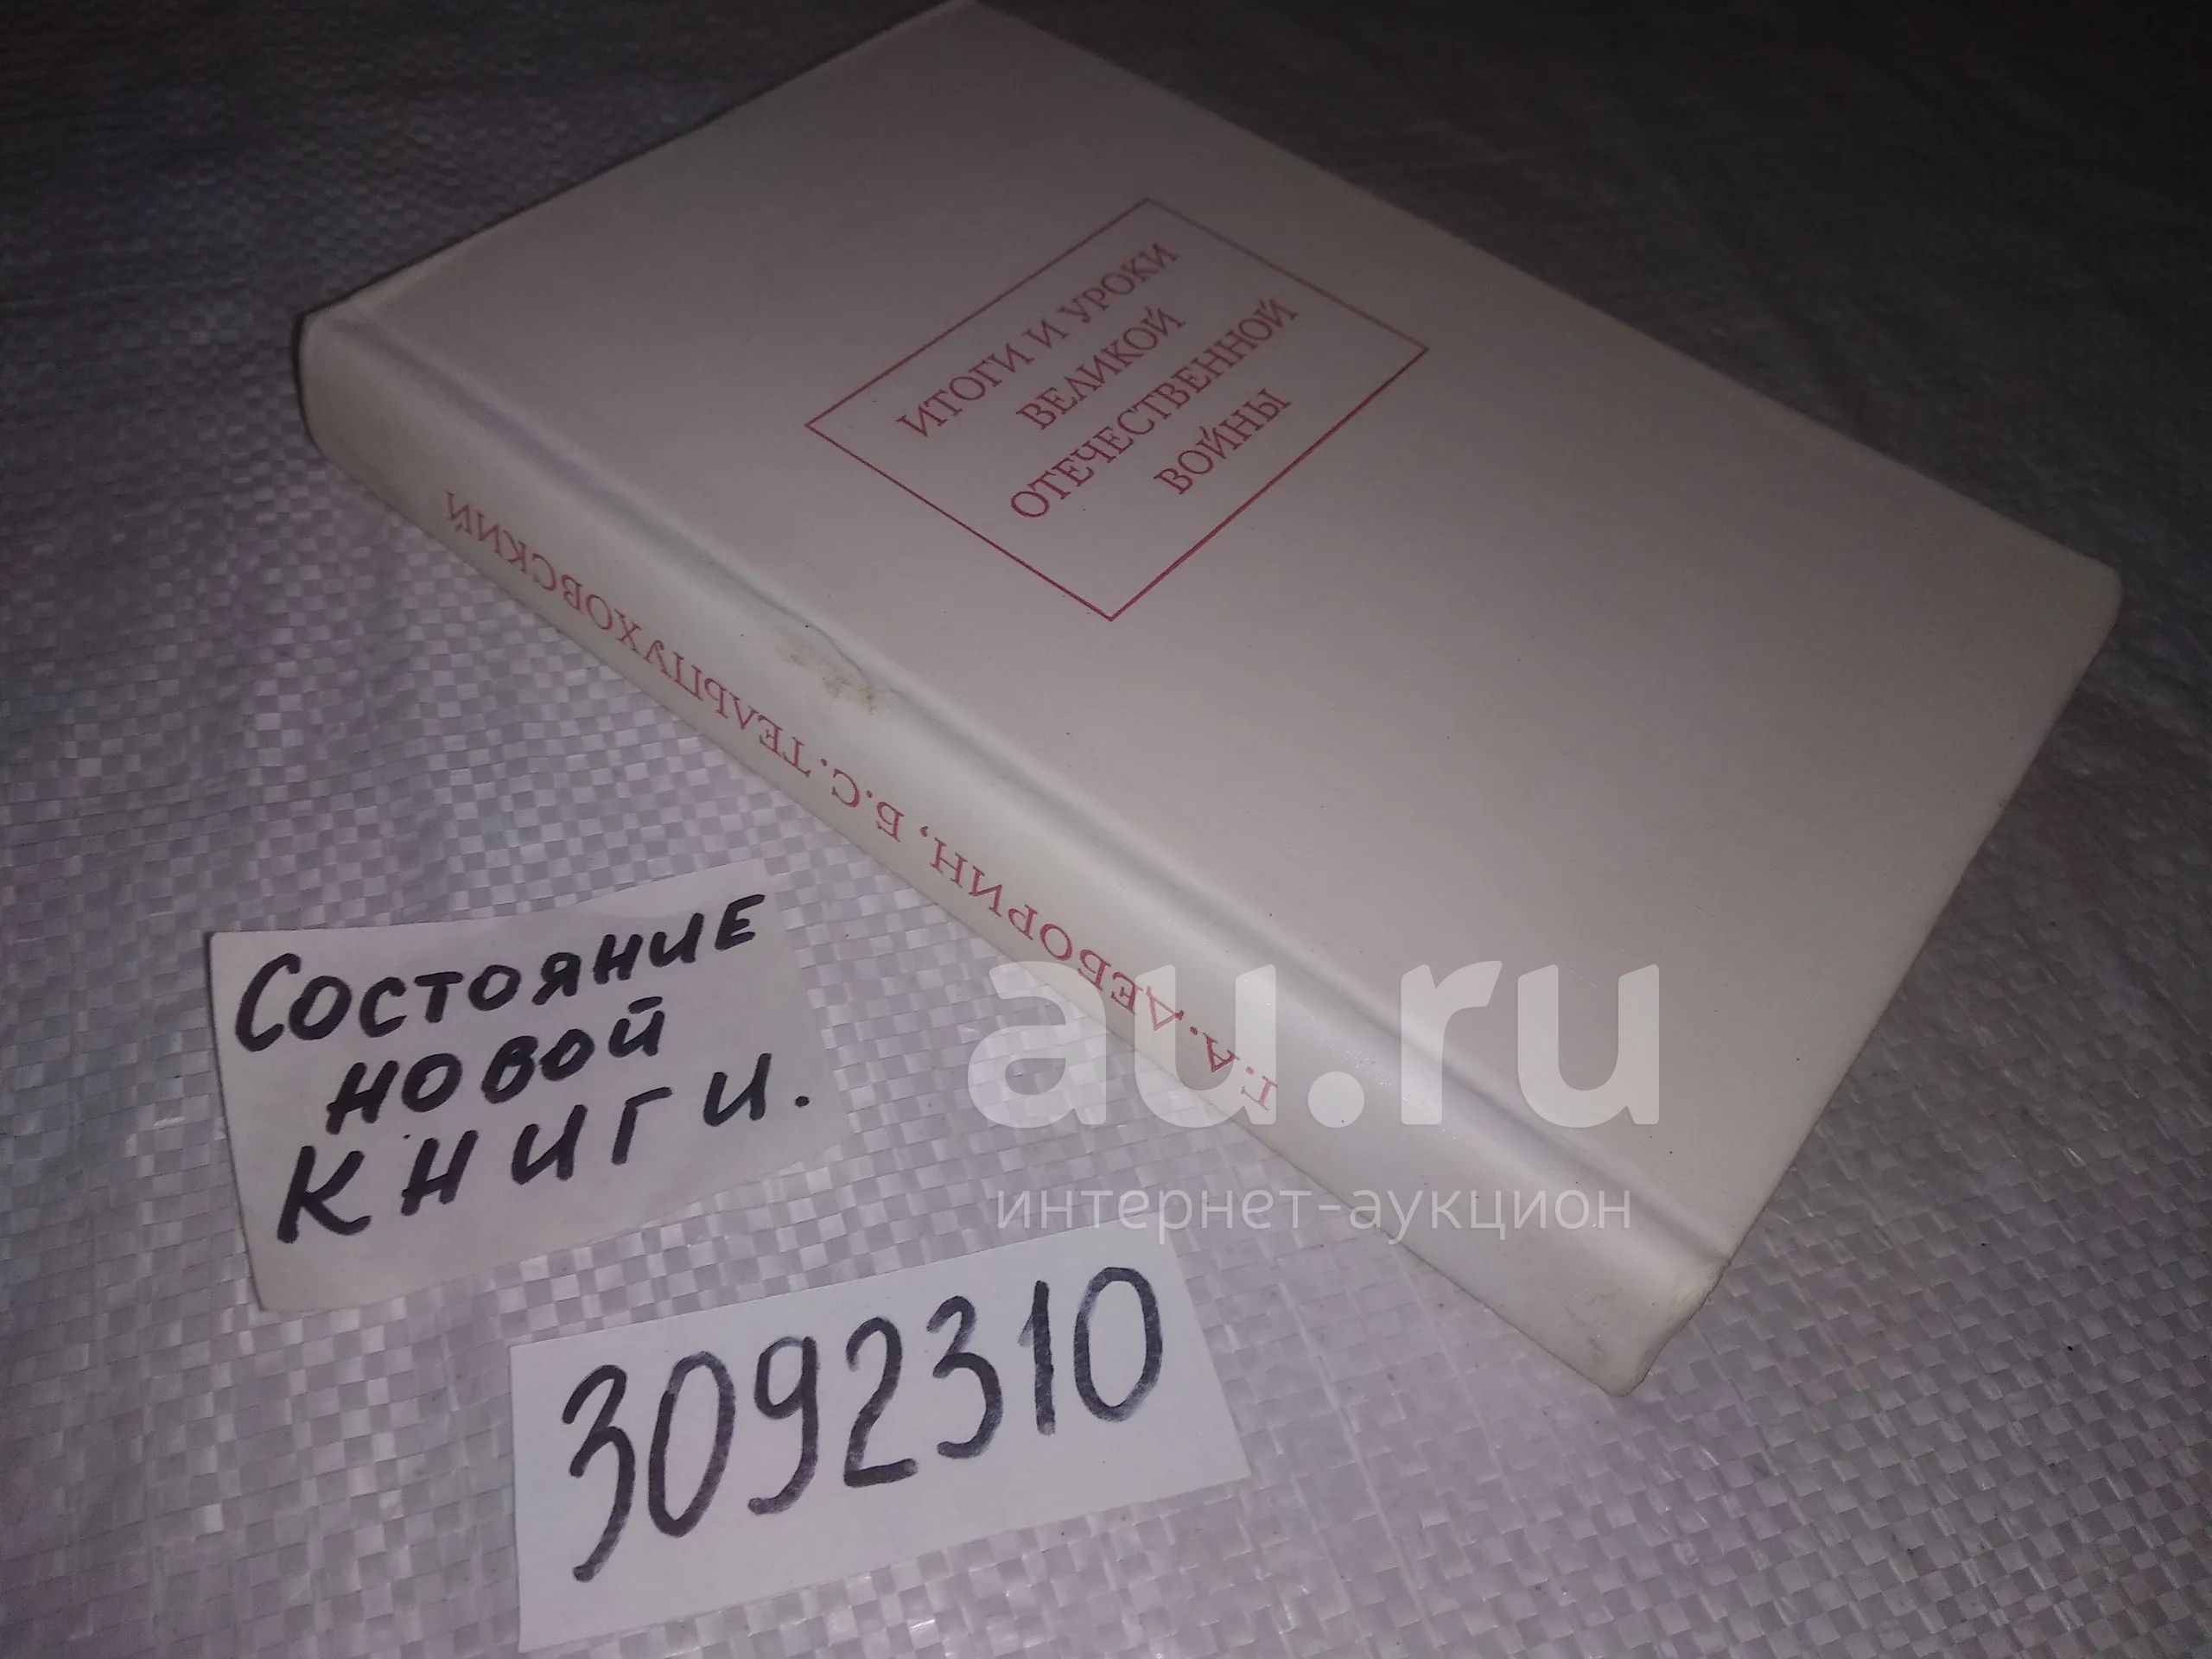 ИТОГИ И УРОКИ
ВЕЛИКОЙ
ОТЕЧЕСТВЕННОЙ
ВОЙНЫ
Г. А. ДЕБОРИН, Б. С. ТЕЛЬПУХОВСКИЙ
СОСТОЯНИЕ
НОВОЙ
КНИГИ.
3092310
au.ru
интернет-аукцион